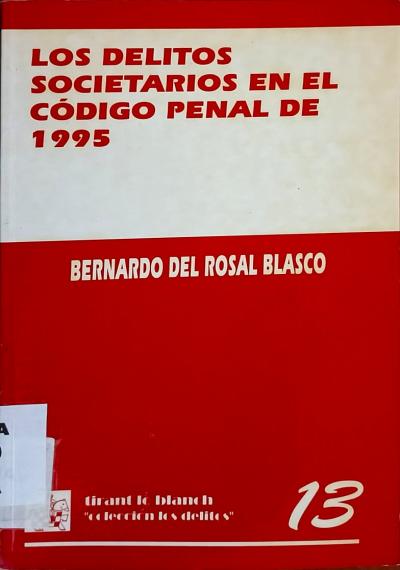 LOS DELITOS
SOCIETARIOS EN EL
CÓDIGO PENAL DE
1995
BERNARDO DEL ROSAL BLASCO
A
tirant lo blanch
"colección los delitos"
13